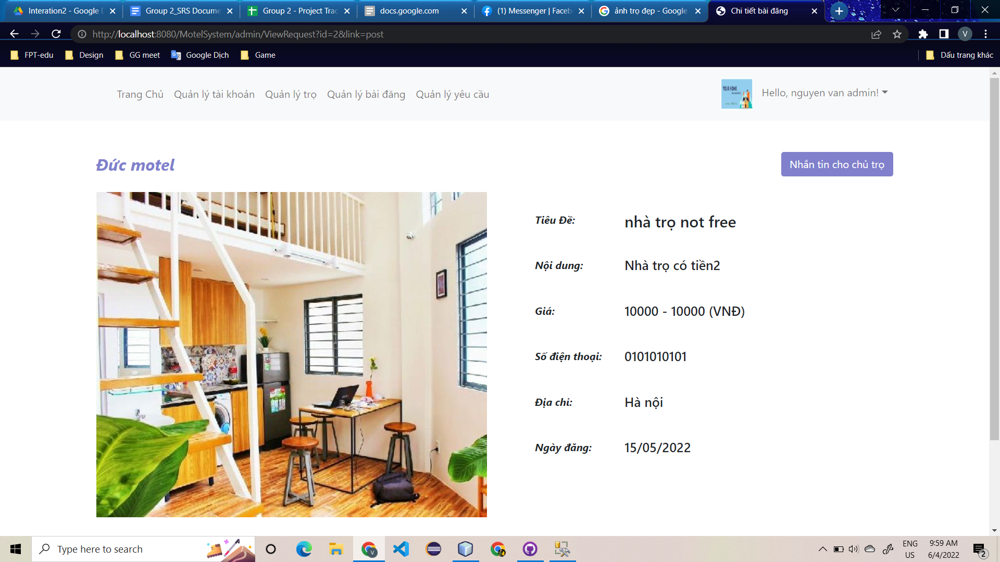 Interation2 - Google D
Group 2_SRS Docume
Group 2 - Project Trac
docs.google.com
(1) Messenger | Faceb
ảnh trọ đẹp - Google
Chi tiết bài đăng
http://localhost:8080/MotelSystem/admin/ViewRequest?id=2&link=post
V
FPT-edu
Design
GG meet
Google Dịch
Game
Dấu trang khác
Trang Chủ
Quản lý tài khoản
Quản lý trọ
Quản lý bài đăng
Quản lý yêu cầu
YOUR HOME
Hello, nguyen van admin!
Đức motel
Nhắn tin cho chủ trọ
Tiêu Đề:
nhà trọ not free
Nội dung:
Nhà trọ có tiền2
Giá:
10000 - 10000 (VNĐ)
Số điện thoại:
0101010101
Địa chỉ:
Hà nội
Ngày đăng:
15/05/2022
Type here to search
V
ENG
US
9:59 AM
6/4/2022
2